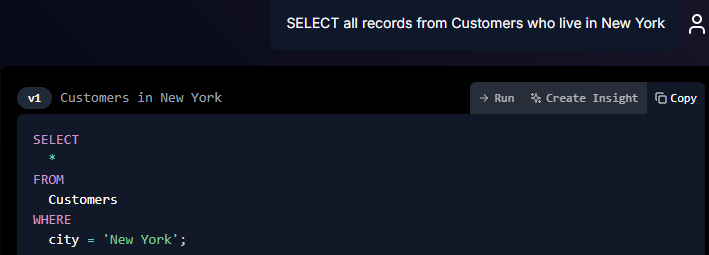 SELECT all records from Customers who live in New York
v1 Customers in New York Run Create Insight Copy
SELECT
*
FROM
Customers
WHERE
city = 'New York';